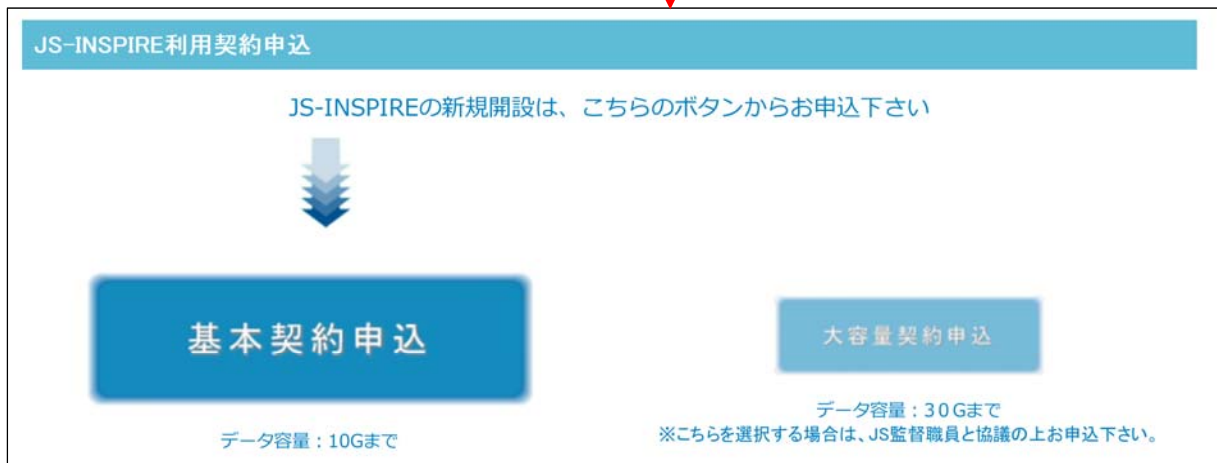 JS-INSPIRE利用契約申込
JS-INSPIREの新規開設は、こちらのボタンからお申込下さい
基本契約申込
データ容量：10Gまで
大容量契約申込
データ容量：３０Gまで
※こちらを選択する場合は、JS監督職員と協議の上お申込下さい。